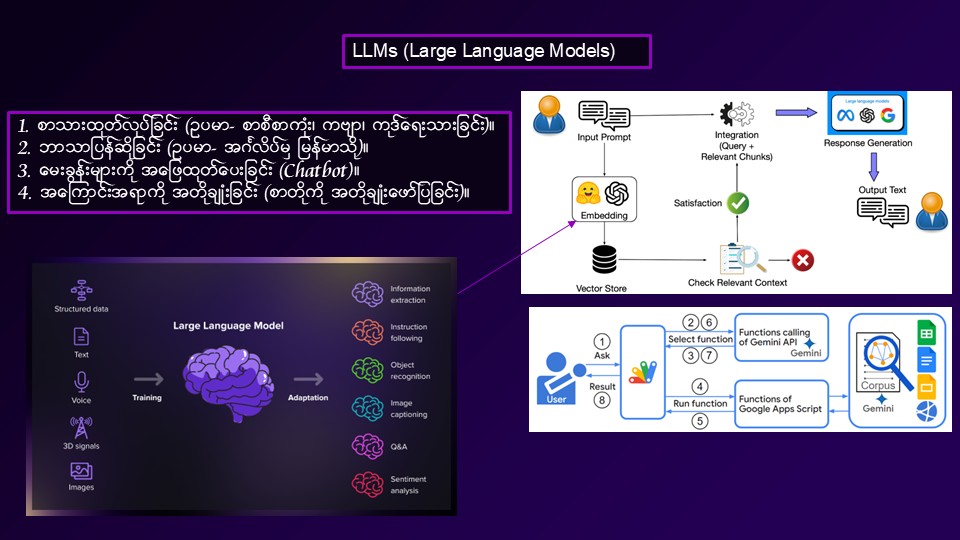 LLMs (Large Language Models)
1. စာသားထုတ်လုပ်ခြင်း (ဥပမာ- စာစီစာကုံး၊ ကဗျာ၊ ကုဒ်ရေးသားခြင်း)။
2. ဘာသာပြန်ဆိုခြင်း (ဥပမာ- အင်္ဂလိပ်မှ မြန်မာသို့)။
3. မေးခွန်းများကို အဖြေထုတ်ပေးခြင်း (Chatbot)။
4. အကြောင်းအရာကို အတိုချုံးခြင်း (စာတိုကို အတိုချုံးဖော်ပြခြင်း)။
Input Prompt
Integration
(Query +
Relevant Chunks)
Large language models
Response Generation
Output Text
Embedding
Satisfaction
Vector Store
Check Relevant Context
Structured data
Text
Voice
3D signals
Images
Training
Large Language Model
Adaptation
Information
extraction
Instruction
following
Object
recognition
Image
captioning
Q&A
Sentiment
analysis
User
1
Ask
Result
8
2 6
Select function
3 7
4
Run function
5
Functions calling
of Gemini API
Gemini
Functions of
Google Apps Script
Corpus
Gemini